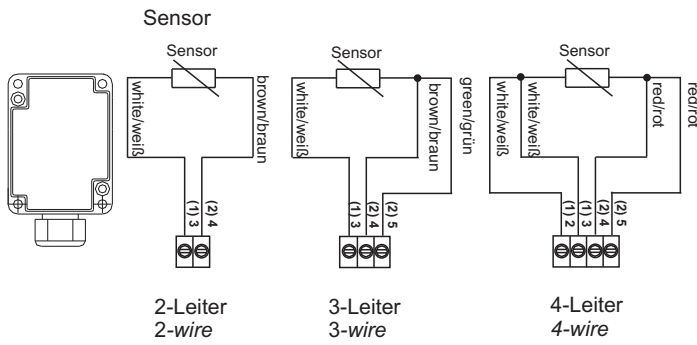 Sensor
Sensor
white/weiß
brown/braun
(1) 3
(2) 4
2-Leiter
2-wire
Sensor
white/weiß
brown/braun
green/grün
(1) 3
(2) 4
(2) 5
3-Leiter
3-wire
Sensor
white/weiß
white/weiß
red/rot
red/rot
(1) 2
(1) 3
(2) 4
(2) 5
4-Leiter
4-wire